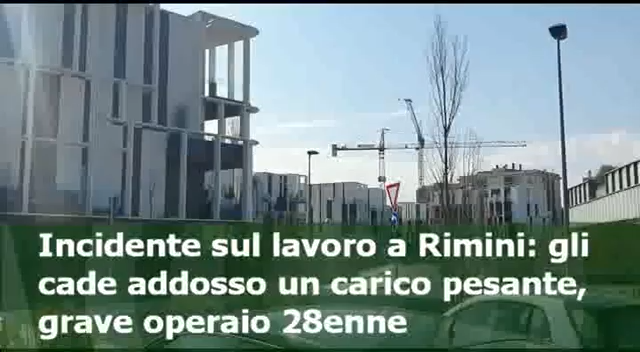 Incidente sul lavoro a Rimini: gli
cade addosso un carico pesante,
grave operaio 28enne